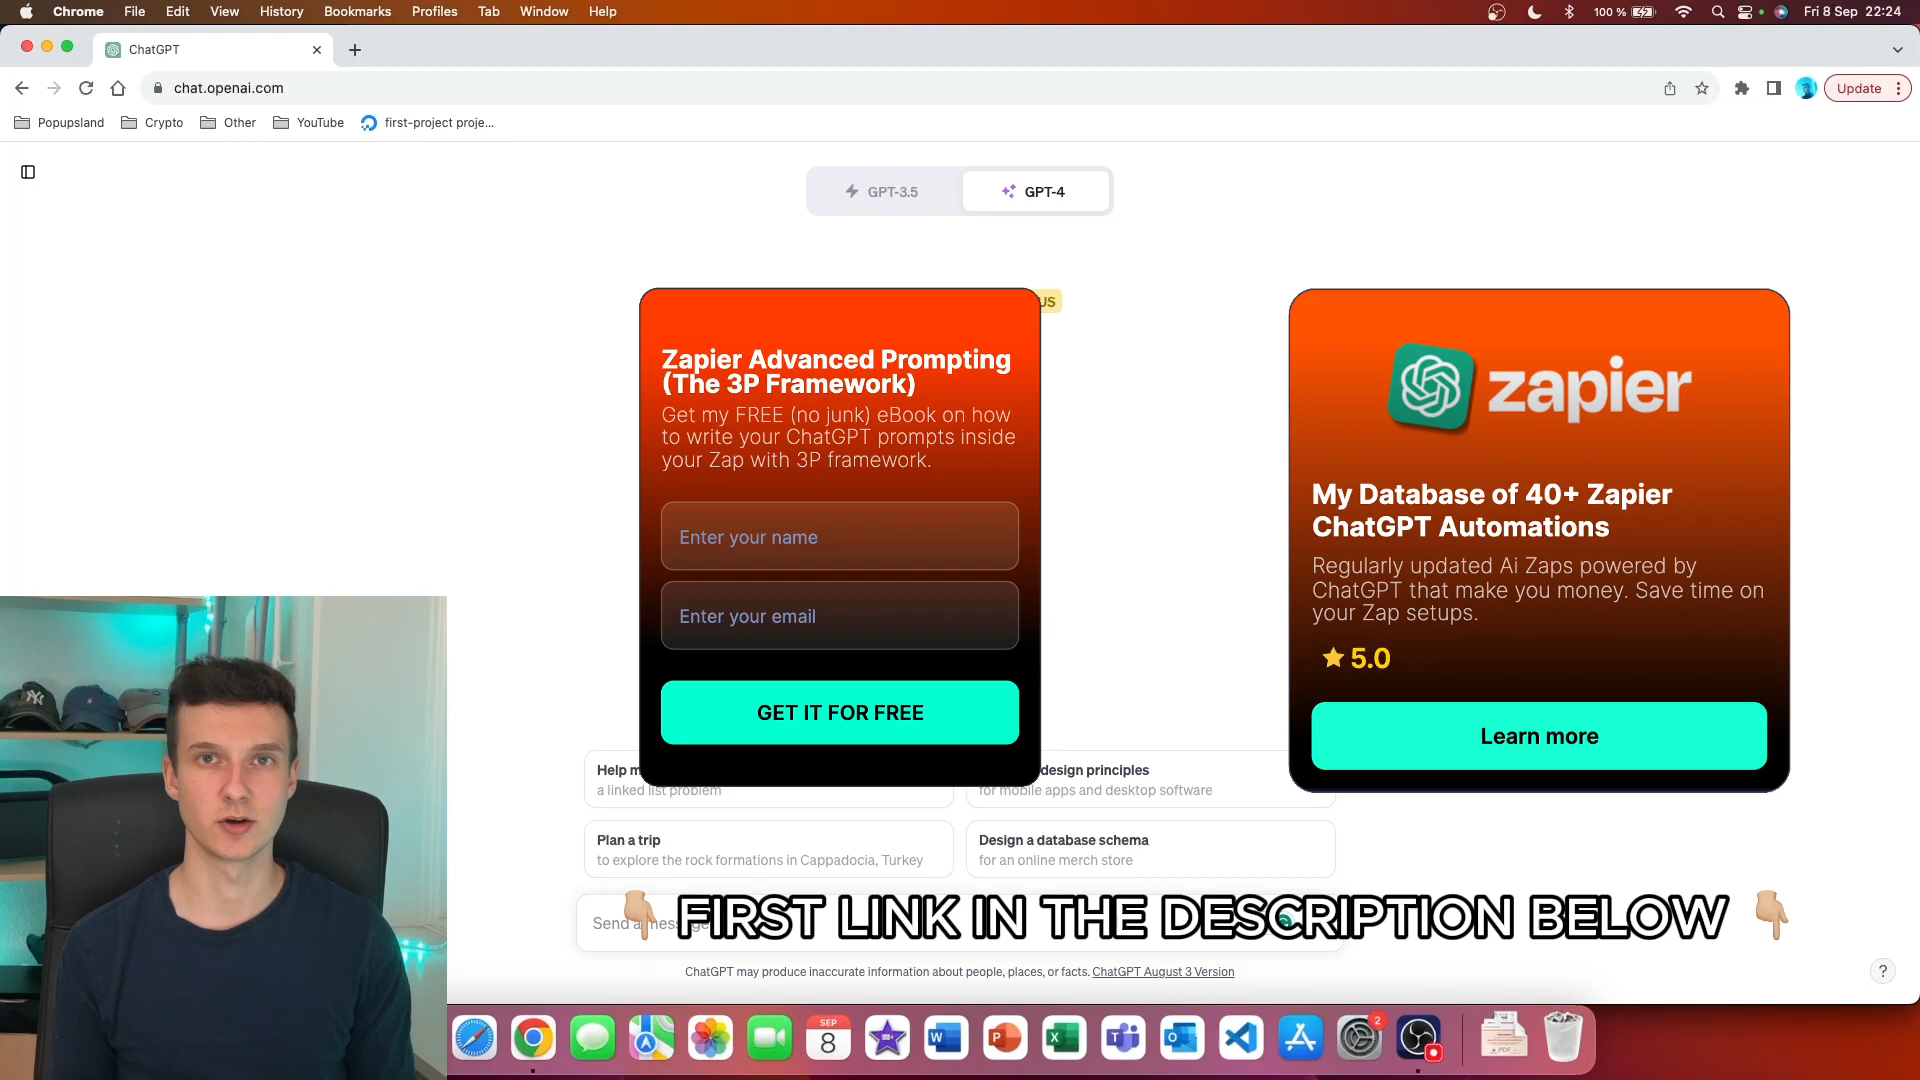 Chrome File Edit View History Bookmarks Profiles Tab Window Help
100 % Fri 8 Sep 22:24
ChatGPT
chat.openai.com
Update
Popupsland Crypto Other YouTube first-project proje...
GPT-3.5 GPT-4
US
Zapier Advanced Prompting
(The 3P Framework)
Get my FREE (no junk) eBook on how
to write your ChatGPT prompts inside
your Zap with 3P framework.
Enter your name
Enter your email
GET IT FOR FREE
zapier
My Database of 40+ Zapier
ChatGPT Automations
Regularly updated Ai Zaps powered by
ChatGPT that make you money. Save time on
your Zap setups.
5.0
Learn more
Help m
a linked list problem
design principles
for mobile apps and desktop software
Plan a trip
to explore the rock formations in Cappadocia, Turkey
Design a database schema
for an online merch store
Send a message
FIRST LINK IN THE DESCRIPTION BELOW
ChatGPT may produce inaccurate information about people, places, or facts. ChatGPT August 3 Version
?
SEP
8
2
PDF